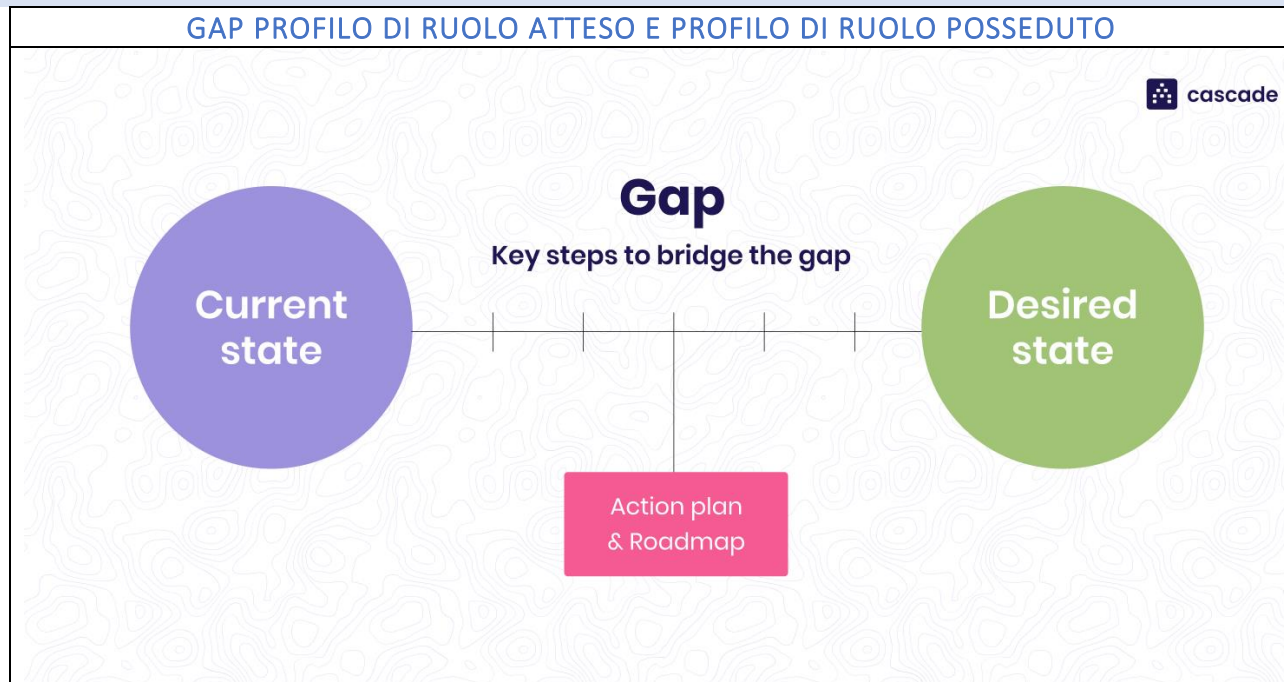 GAP PROFILO DI RUOLO ATTESO E PROFILO DI RUOLO POSSEDUTO
cascade
Gap
Key steps to bridge the gap
Current
state
Desired
state
Action plan
& Roadmap